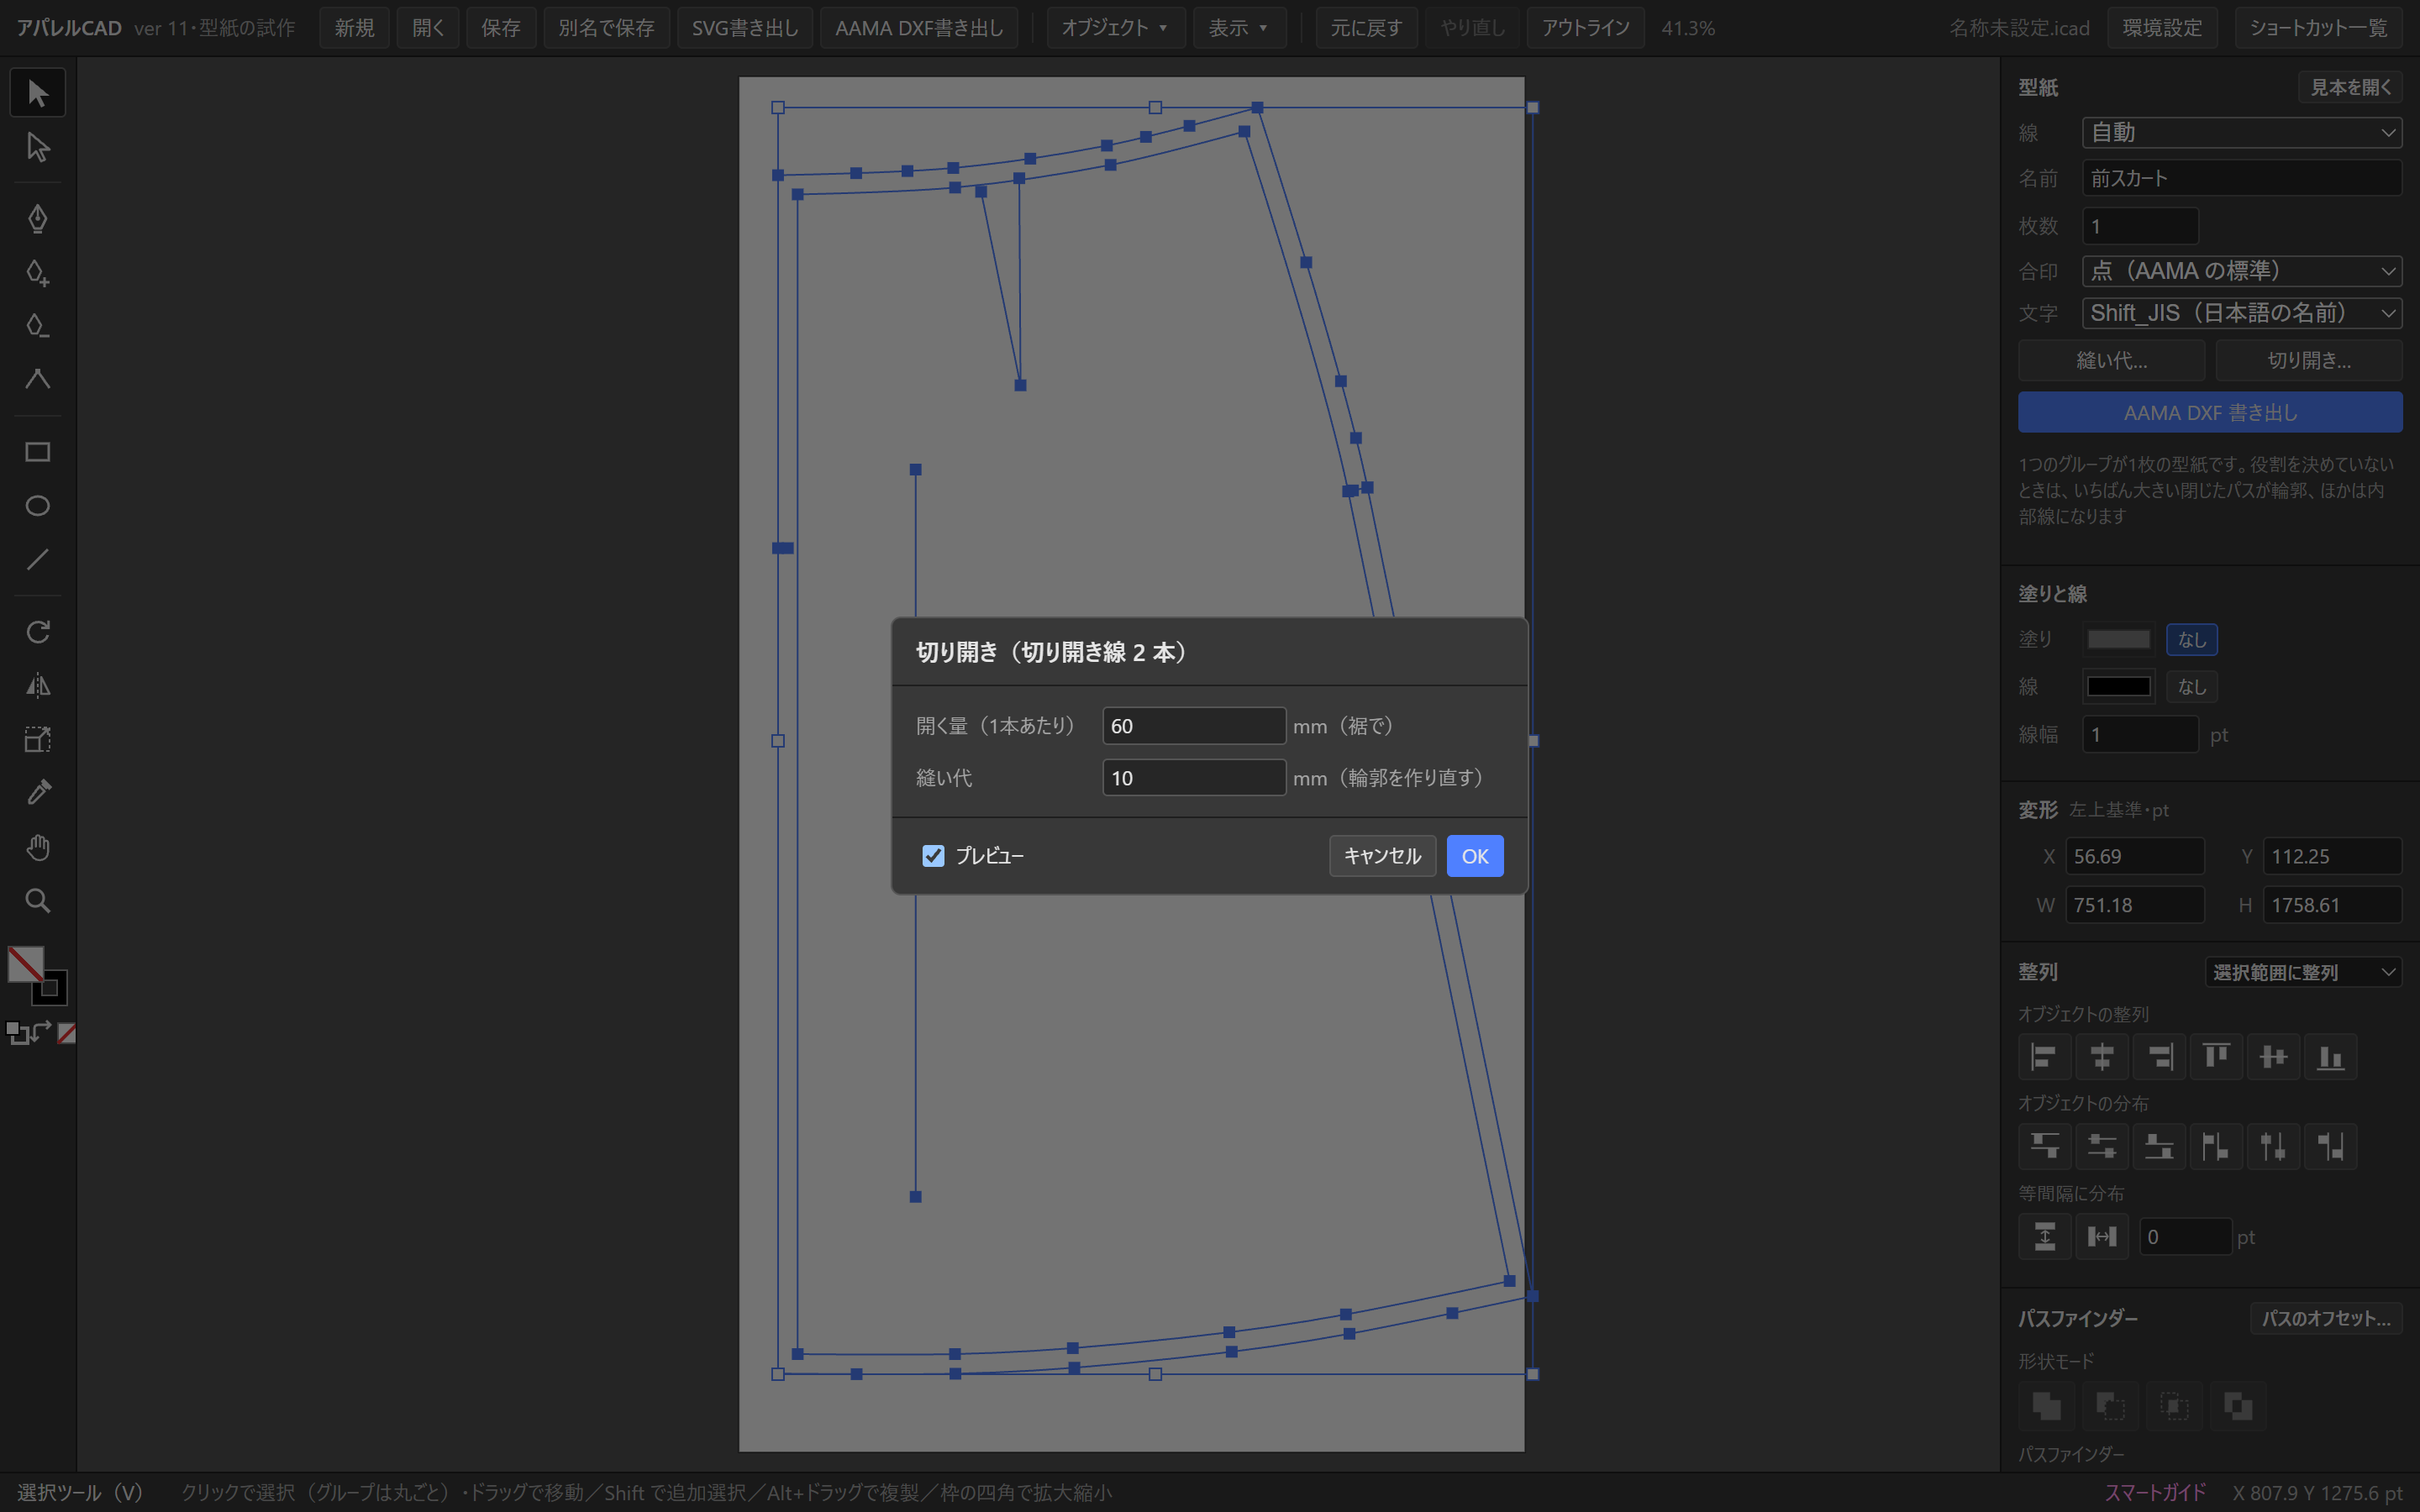 アパレルCAD ver 11・型紙の試作 新規 開く 保存 別名で保存 SVG書き出し AAMA DXF書き出し オブジェクト ▼ 表示 ▼ 元に戻す やり直し アウトライン 41.3% 名称未設定.icad 環境設定 ショートカット一覧
型紙 見本を開く
線 自動
名前 前スカート
枚数 1
合印 点（AAMA の標準）
文字 Shift_JIS（日本語の名前）
縫い代... 切り開き...
AAMA DXF 書き出し
1つのグループが1枚の型紙です。役割を決めていない
ときは、いちばん大きい閉じたパスが輪郭、ほかは内
部線になります
塗りと線
塗り なし
線 なし
線幅 1 pt
変形 左上基準・pt
X 56.69 Y 112.25
W 751.18 H 1758.61
整列 選択範囲に整列
オブジェクトの整列
オブジェクトの分布
等間隔に分布
0 pt
パスファインダー パスのオフセット...
形状モード
パスファインダー
切り開き（切り開き線 2 本）
開く量（1本あたり） 60 mm（裾で）
縫い代 10 mm（輪郭を作り直す）
プレビュー キャンセル OK
選択ツール（V） クリックで選択（グループは丸ごと）・ドラッグで移動／Shift で追加選択／Alt+ドラッグで複製／枠の四角で拡大縮小 スマートガイド X 807.9 Y 1275.6 pt